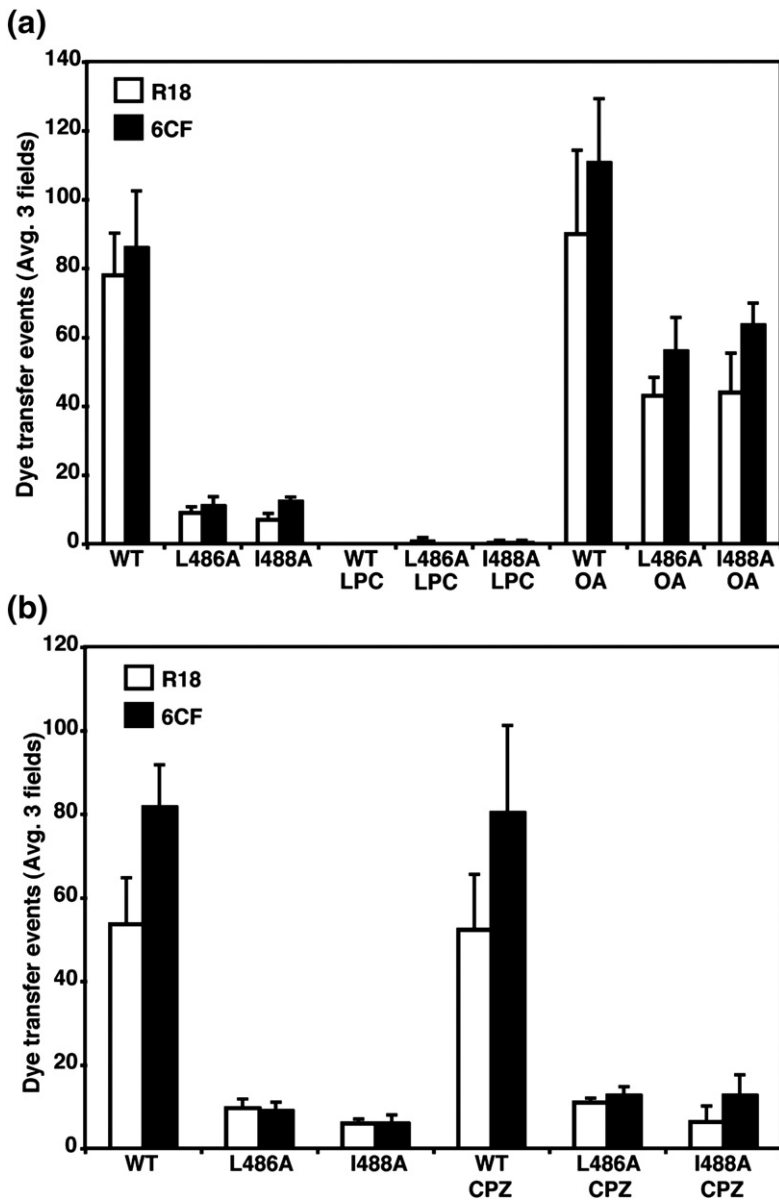 (a)
Dye transfer events (Avg. 3 fields)
140
120
100
80
60
40
20
0
R18
6CF
WT L486A I488A WT L486A I488A WT L486A I488A
LPC LPC LPC OA OA OA
(b)
Dye transfer events (Avg. 3 fields)
120
100
80
60
40
20
0
R18
6CF
WT L486A I488A WT L486A I488A
CPZ CPZ CPZ